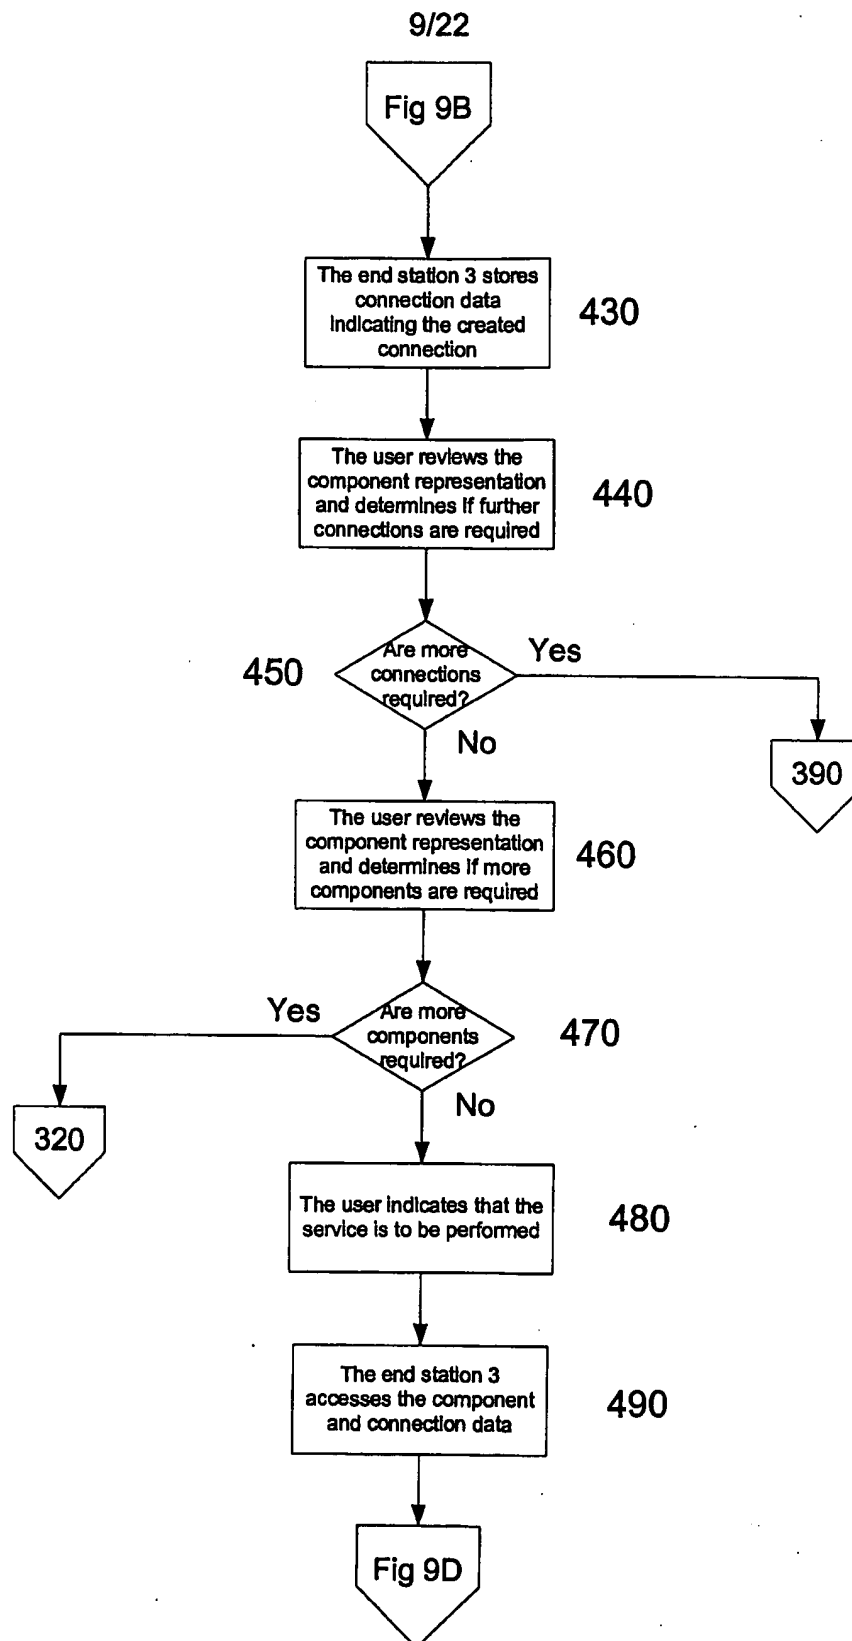 9/22
Fig 9B
The end station 3 stores
connection data
indicating the created
connection
430
The user reviews the
component representation
and determines if further
connections are required
440
450
Are more
connections
required?
Yes
No
390
The user reviews the
component representation
and determines if more
components are required
460
Yes
Are more
components
required?
470
No
320
The user indicates that the
service is to be performed
480
The end station 3
accesses the component
and connection data
490
Fig 9D